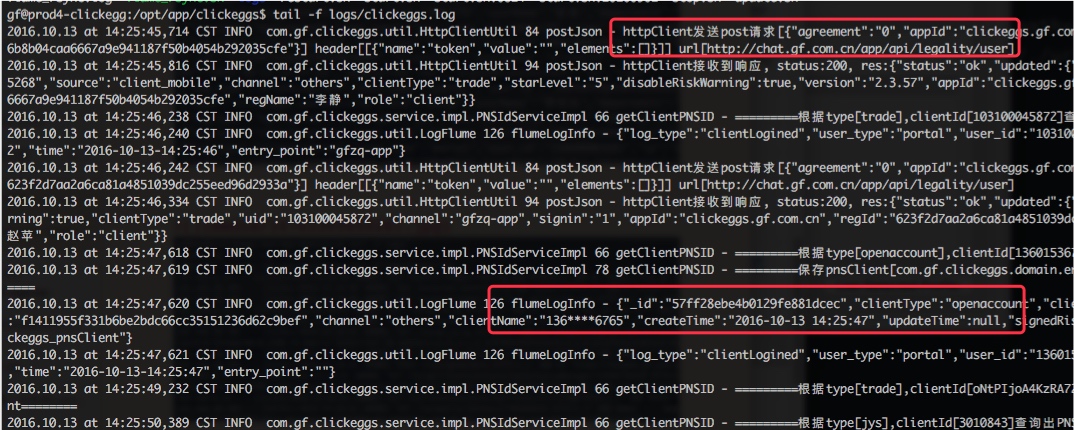 gf@prod4-clickegg:/opt/app/clickeggs$ tail -f logs/clickeggs.log
2016.10.13 at 14:25:45,714 CST INFO  com.gf.clickeggs.util.HttpClientUtil 84 postJson - httpClient发送post请求[{"agreement":"0","appId":"clickeggs.gf.com
6b8b04caa6667a9e941187f50b4054b292035cfe"}] header[[{"name":"token","value":"","elements":[]}]] url[http://chat.gf.com.cn/app/api/legality/user]
2016.10.13 at 14:25:45,816 CST INFO  com.gf.clickeggs.util.HttpClientUtil 94 postJson - httpClient接收到响应, status:200, res:{"status":"ok","updated":{"
5268","source":"client_mobile","channel":"others","clientType":"trade","starLevel":"5","disableRiskWarning":true,"version":"2.3.57","appId":"clickeggs.gf
6667a9e941187f50b4054b292035cfe","regName":"李静","role":"client"}}
2016.10.13 at 14:25:46,238 CST INFO  com.gf.clickeggs.service.impl.PNSIdServiceImpl 66 getClientPNSID - =========根据type[trade],clientId[103100045872]查
2016.10.13 at 14:25:46,240 CST INFO  com.gf.clickeggs.util.LogFlume 126 flumeLogInfo - {"log_type":"clientLogined","user_type":"portal","user_id":"103100
2","time":"2016-10-13-14:25:46","entry_point":"gfzq-app"}
2016.10.13 at 14:25:46,242 CST INFO  com.gf.clickeggs.util.HttpClientUtil 84 postJson - httpClient发送post请求[{"agreement":"0","appId":"clickeggs.gf.com
623f2d7aa2a6ca81a4851039dc255eed96d2933a"}] header[[{"name":"token","value":"","elements":[]}]] url[http://chat.gf.com.cn/app/api/legality/user]
2016.10.13 at 14:25:46,334 CST INFO  com.gf.clickeggs.util.HttpClientUtil 94 postJson - httpClient接收到响应, status:200, res:{"status":"ok","updated":{"
rning":true,"clientType":"trade","uid":"103100045872","channel":"gfzq-app","signin":"1","appId":"clickeggs.gf.com.cn","regId":"623f2d7aa2a6ca81a4851039dc
赵苹","role":"client"}}
2016.10.13 at 14:25:47,618 CST INFO  com.gf.clickeggs.service.impl.PNSIdServiceImpl 66 getClientPNSID - =========根据type[openaccount],clientId[136015367
2016.10.13 at 14:25:47,619 CST INFO  com.gf.clickeggs.service.impl.PNSIdServiceImpl 78 getClientPNSID - =========保存pnsClient[com.gf.clickeggs.domain.en
====
2016.10.13 at 14:25:47,620 CST INFO  com.gf.clickeggs.util.LogFlume 126 flumeLogInfo - {"_id":"57ff28ebe4b0129fe881dcec","clientType":"openaccount","clie
:"f1411955f331b6be2bdc66cc35151236d62c9bef","channel":"others","clientName":"136****6765","createTime":"2016-10-13 14:25:47","updateTime":null,"signedRis
ckeggs_pnsClient"}
2016.10.13 at 14:25:47,621 CST INFO  com.gf.clickeggs.util.LogFlume 126 flumeLogInfo - {"log_type":"clientLogined","user_type":"portal","user_id":"136015
,"time":"2016-10-13-14:25:47","entry_point":""}
2016.10.13 at 14:25:49,232 CST INFO  com.gf.clickeggs.service.impl.PNSIdServiceImpl 66 getClientPNSID - =========根据type[trade],clientId[oNtPIjoA4KzRA7Z
nt========
2016.10.13 at 14:25:50,389 CST INFO  com.gf.clickeggs.service.impl.PNSIdServiceImpl 66 getClientPNSID - =========根据type[jys],clientId[3010843]查询出PNS